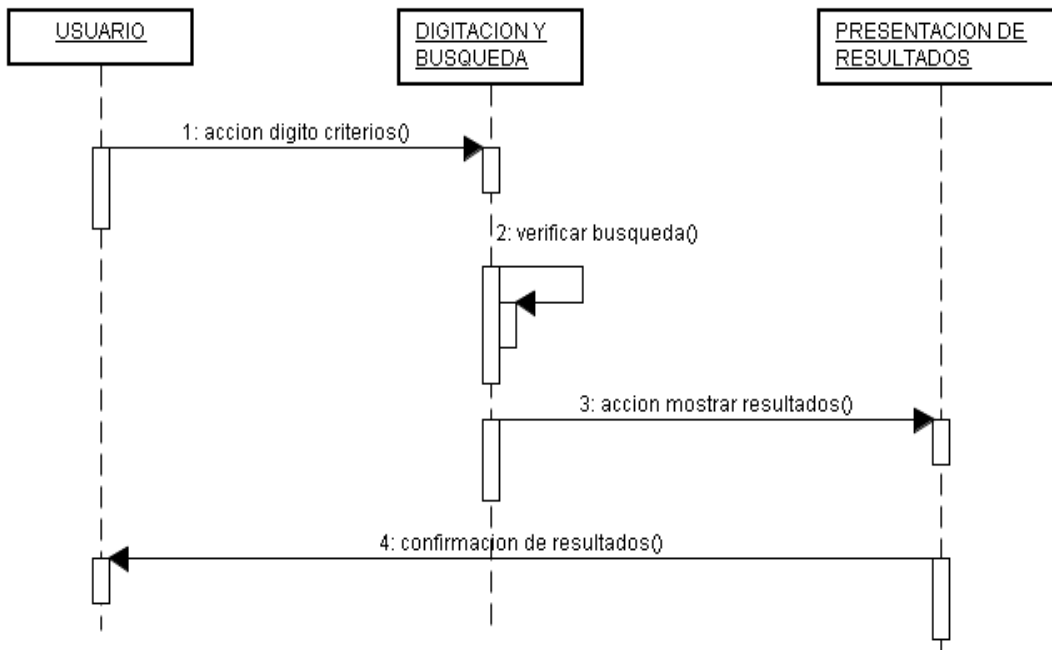 USUARIO
DIGITACION Y
BUSQUEDA
PRESENTACION DE
RESULTADOS
1: accion digito criterios()
2: verificar busqueda()
3: accion mostrar resultados()
4: confirmacion de resultados()